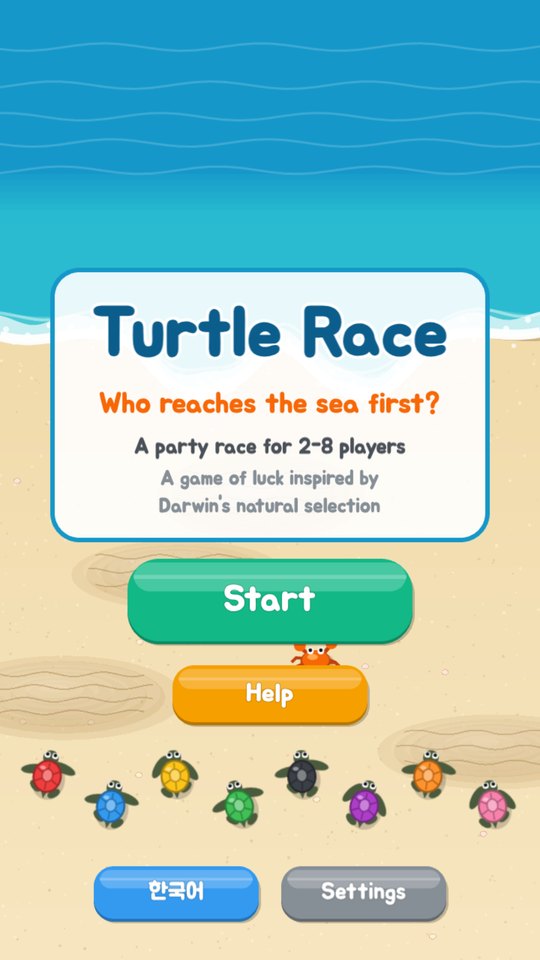 Turtle Race
Who reaches the sea first?
A party race for 2-8 players
A game of luck inspired by
Darwin's natural selection
Start
Help
한국어
Settings